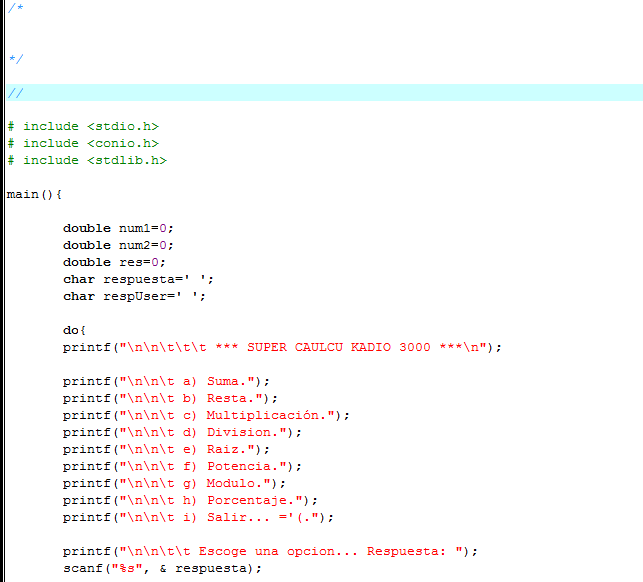 /*
*/
//
# include <stdio.h>
# include <conio.h>
# include <stdlib.h>
main(){
double num1=0;
double num2=0;
double res=0;
char respuesta=' ';
char respUser=' ';
do{
printf("\n\n\t\t\t *** SUPER CAULCU KADIO 3000 ***\n");
printf("\n\n\t a) Suma.");
printf("\n\n\t b) Resta.");
printf("\n\n\t c) Multiplicación.");
printf("\n\n\t d) Division.");
printf("\n\n\t e) Raiz.");
printf("\n\n\t f) Potencia.");
printf("\n\n\t g) Modulo.");
printf("\n\n\t h) Porcentaje.");
printf("\n\n\t i) Salir... ='(.");
printf("\n\n\t\t Escoge una opcion... Respuesta: ");
scanf("%s", & respuesta);